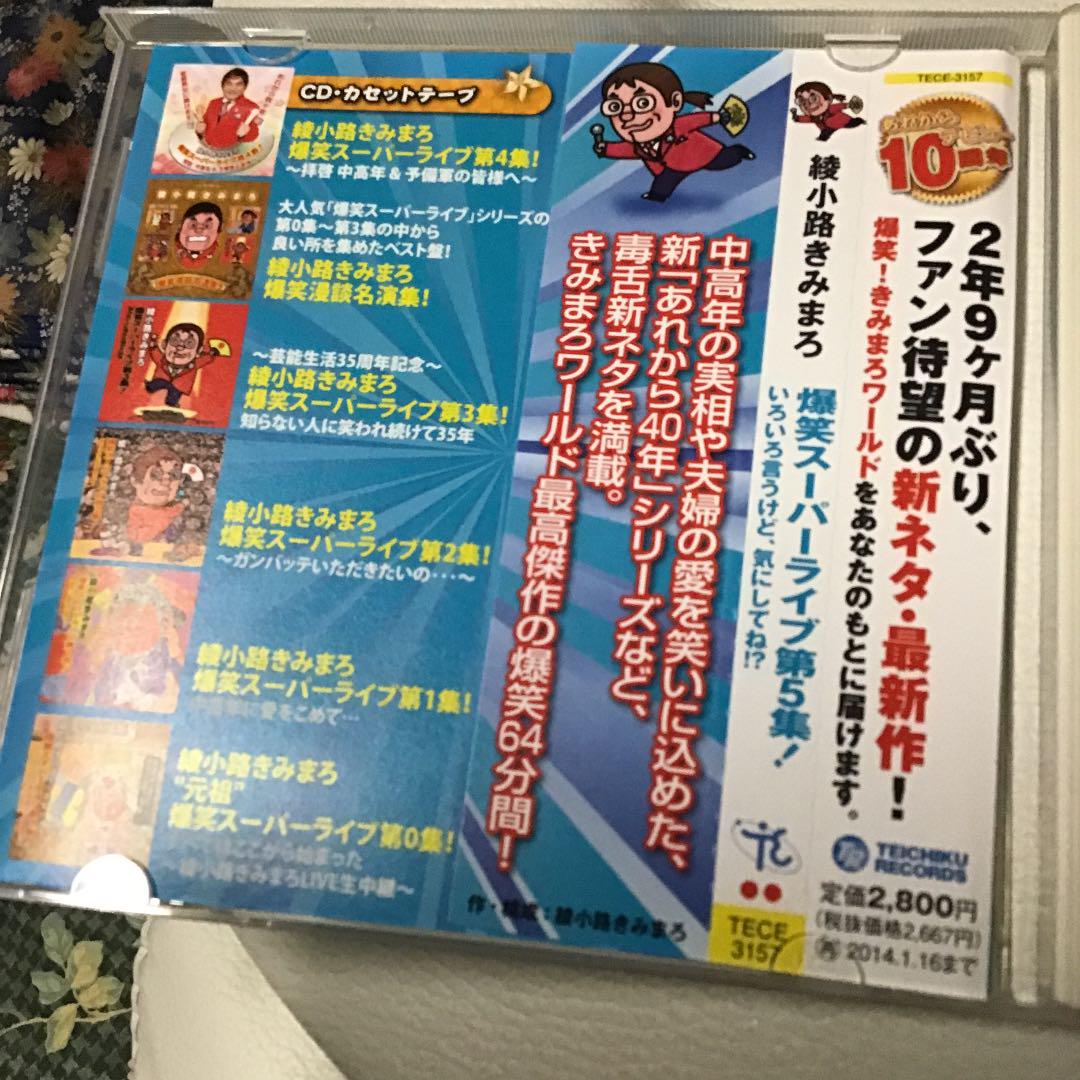 CD・カセットテープ
綾小路きみまろ
爆笑スーパーライブ第4集!
～拝啓 中高年&予備軍の皆様へ～
大人気「爆笑スーパーライブ」シリーズの
第0集～第3集の中から
良い所を集めたベスト盤!
綾小路きみまろ
爆笑漫談名演集!
～芸能生活35周年記念～
綾小路きみまろ
爆笑スーパーライブ第3集!
知らない人に笑われ続けて35年
綾小路きみまろ
爆笑スーパーライブ第2集!
～ガンバッテいただきたいの・・・～
綾小路きみまろ
爆笑スーパーライブ第1集!
に愛をこめて・・・
綾小路きみまろ
"元祖"
爆笑スーパーライブ第0集!
から始まった
綾小路きみまろLIVE生中継～
中高年の実相や夫婦の愛を笑いに込めた、
新「あれから40年」シリーズなど、
毒舌新ネタを満載。
きみまろワールド最高傑作の爆笑64分間!
作・構成:綾小路きみまろ
綾小路きみまろ
爆笑スーパーライブ第5集!
いろいろ言うけど、気にしてね!?
TECE
3157
TECE-3157
あれから
10周年
2年9ヶ月ぶり、
ファン待望の新ネタ・最新作!
爆笑!きみまろワールドをあなたのもとに届けます。
TEICHIKU
RECORDS
定価2,800円
(税抜価格2,667円)
2014.1.16まで